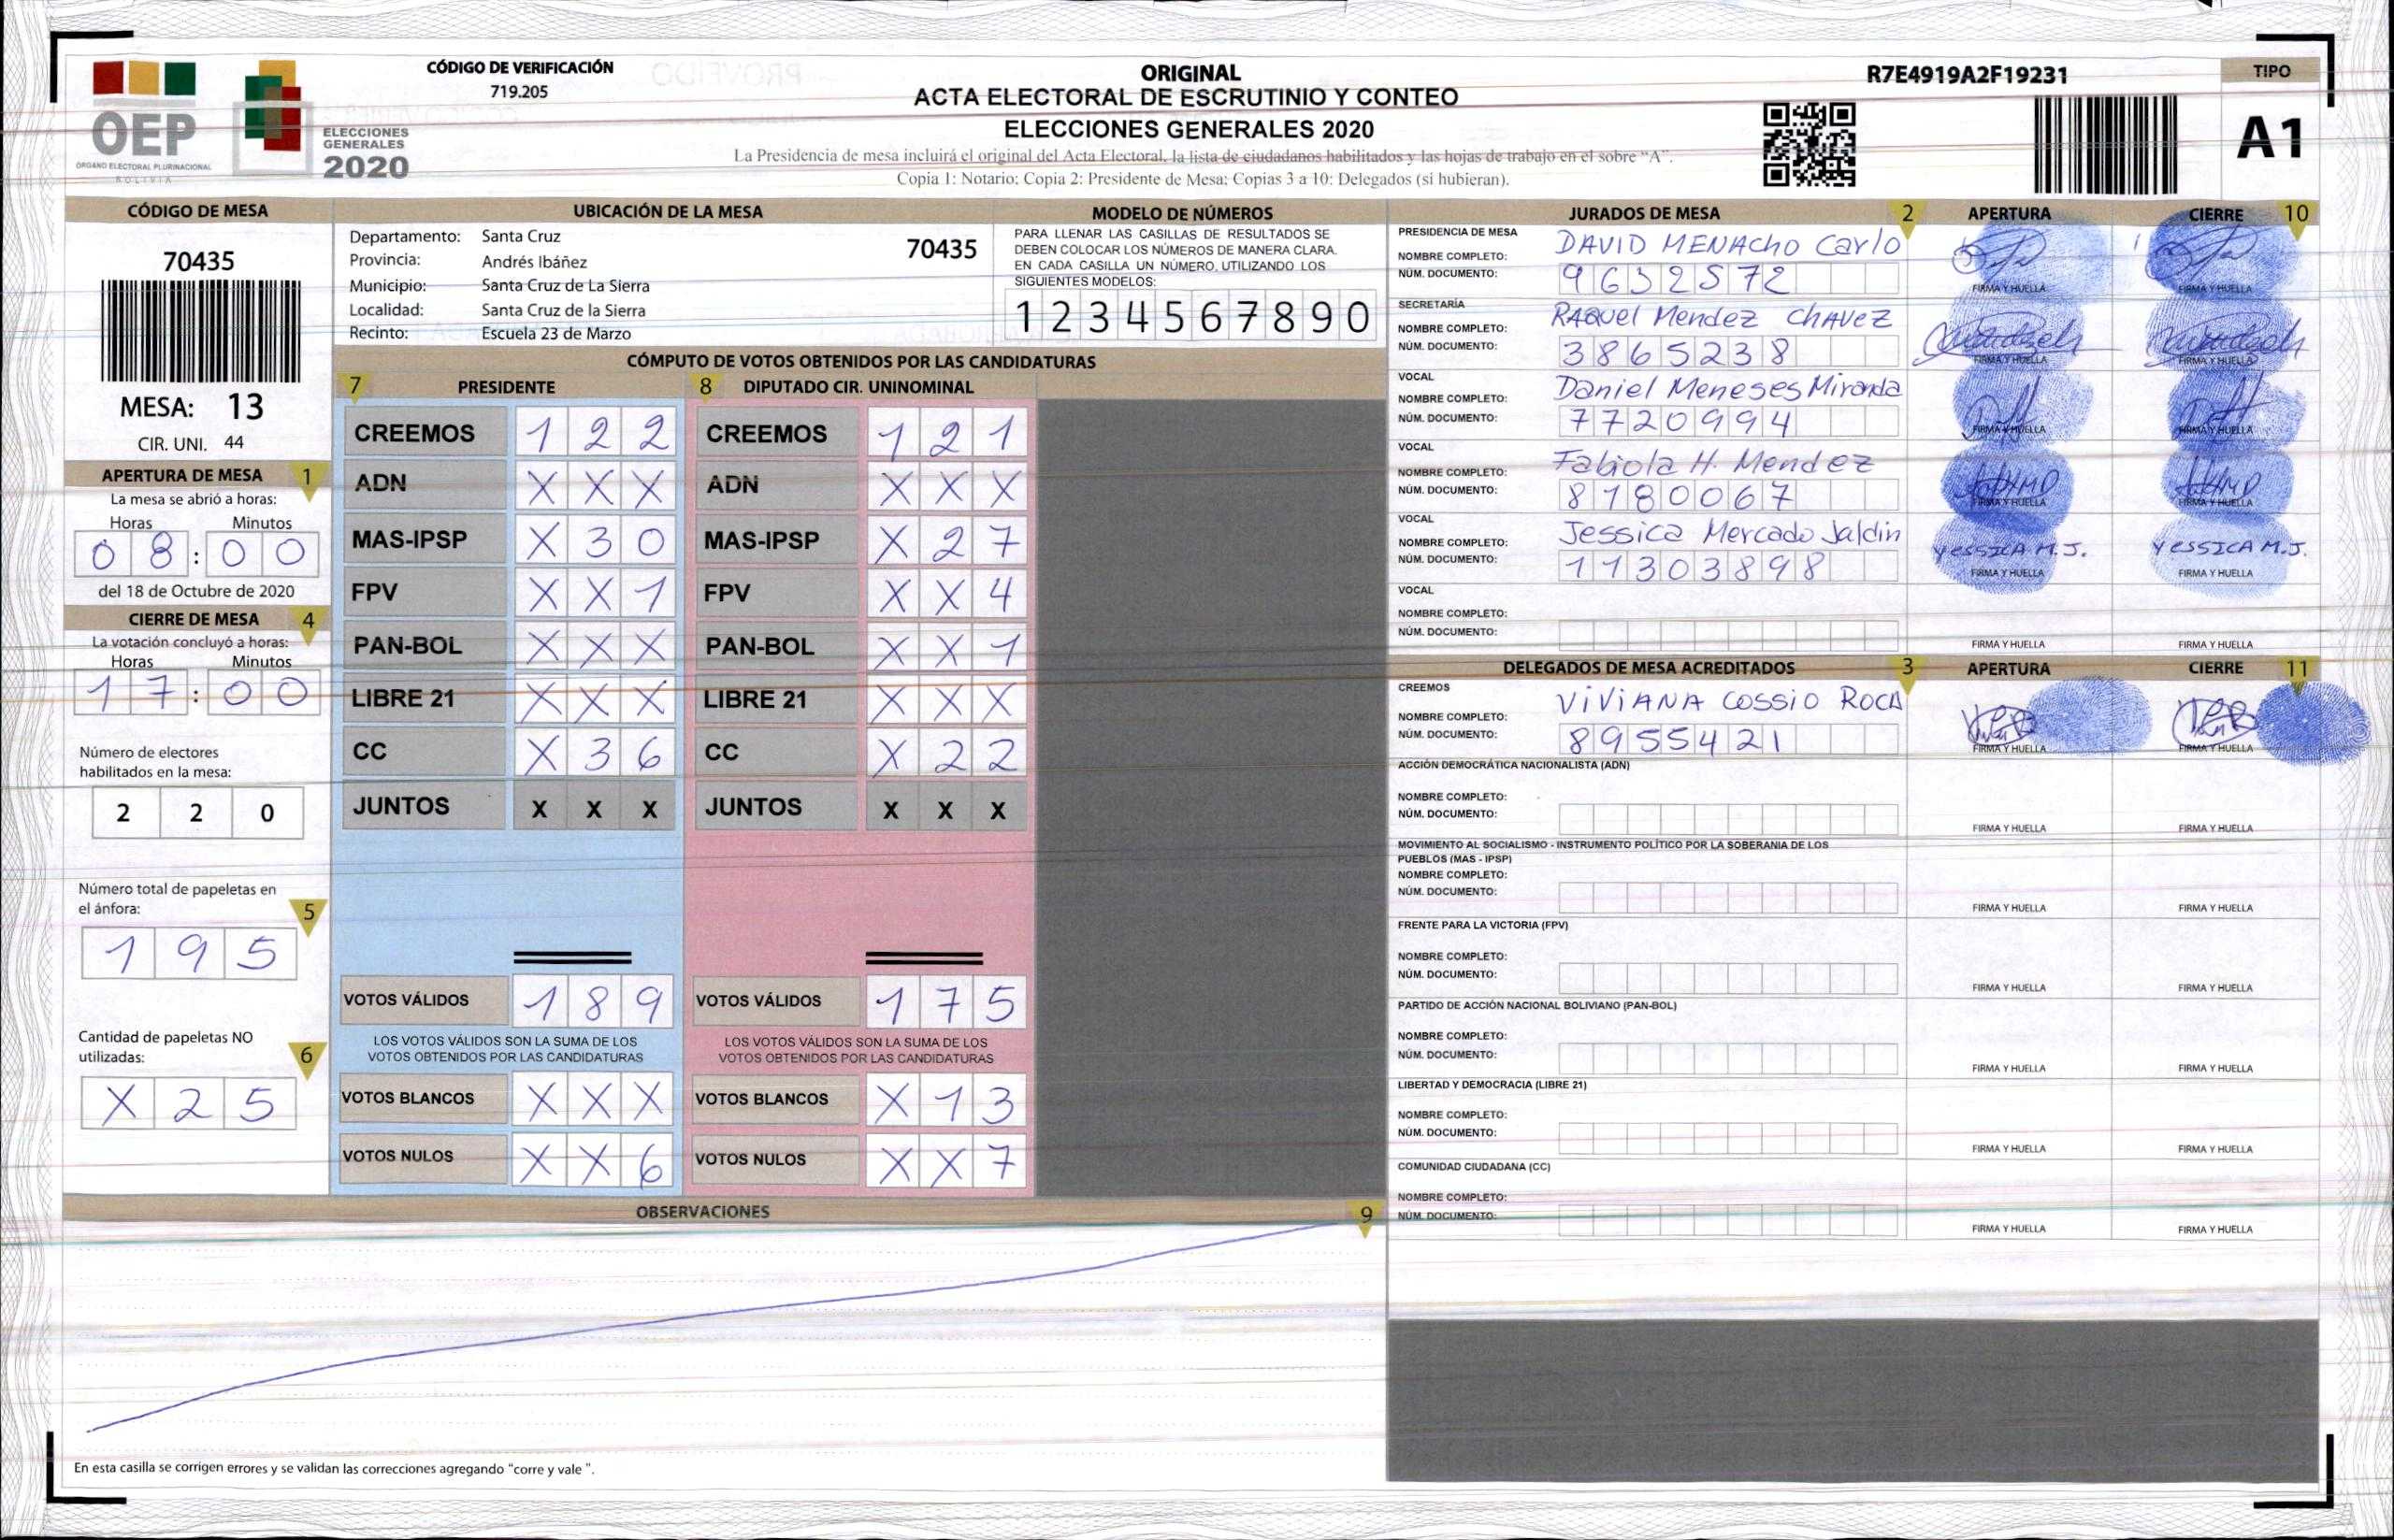 OEP
ÓRGANO ELECTORAL PLURINACIONAL
BOLIVIA
ELECCIONES
GENERALES
2020
CÓDIGO DE VERIFICACIÓN
719.205
ORIGINAL
ACTA ELECTORAL DE ESCRUTINIO Y CONTEO
ELECCIONES GENERALES 2020
La Presidencia de mesa incluirá el original del Acta Electoral, la lista de ciudadanos habilitados y las hojas de trabajo en el sobre “A”.
Copia 1: Notario; Copia 2: Presidente de Mesa; Copias 3 a 10: Delegados (si hubieran).
R7E4919A2F19231
TIPO
A1
CÓDIGO DE MESA
70435
MESA: 13
CIR. UNI. 44
APERTURA DE MESA 1
La mesa se abrió a horas:
Horas Minutos
0 8 : 0 0
del 18 de Octubre de 2020
CIERRE DE MESA 4
La votación concluyó a horas:
Horas Minutos
1 7 : 0 0
Número de electores
habilitados en la mesa:
2 2 0
Número total de papeletas en
el ánfora:
5
1 9 5
Cantidad de papeletas NO
utilizadas:
6
X 2 5
UBICACIÓN DE LA MESA
Departamento: Santa Cruz
70435
Provincia: Andrés Ibáñez
Municipio: Santa Cruz de La Sierra
Localidad: Santa Cruz de la Sierra
Recinto: Escuela 23 de Marzo
MODELO DE NÚMEROS
PARA LLENAR LAS CASILLAS DE RESULTADOS SE
DEBEN COLOCAR LOS NÚMEROS DE MANERA CLARA.
EN CADA CASILLA UN NÚMERO, UTILIZANDO LOS
SIGUIENTES MODELOS:
1 2 3 4 5 6 7 8 9 0
CÓMPUTO DE VOTOS OBTENIDOS POR LAS CANDIDATURAS
7 PRESIDENTE
CREEMOS 1 2 2
ADN X X X
MAS-IPSP X 3 0
FPV X X 1
PAN-BOL X X X
LIBRE 21 X X X
CC X 3 6
JUNTOS X X X
VOTOS VÁLIDOS 1 8 9
LOS VOTOS VÁLIDOS SON LA SUMA DE LOS
VOTOS OBTENIDOS POR LAS CANDIDATURAS
VOTOS BLANCOS X X X
VOTOS NULOS X X 6
8 DIPUTADO CIR. UNINOMINAL
CREEMOS 1 2 1
ADN X X X
MAS-IPSP X 2 7
FPV X X 4
PAN-BOL X X 1
LIBRE 21 X X X
CC X 2 2
JUNTOS X X X
VOTOS VÁLIDOS 1 7 5
LOS VOTOS VÁLIDOS SON LA SUMA DE LOS
VOTOS OBTENIDOS POR LAS CANDIDATURAS
VOTOS BLANCOS X 1 3
VOTOS NULOS X X 7
OBSERVACIONES 9
En esta casilla se corrigen errores y se validan las correcciones agregando “corre y vale ”.
JURADOS DE MESA 2 APERTURA CIERRE 10
PRESIDENCIA DE MESA
NOMBRE COMPLETO: DAVID MENACHO Carlo
NÚM. DOCUMENTO: 9632572
FIRMA Y HUELLA FIRMA Y HUELLA
SECRETARÍA
NOMBRE COMPLETO: RAquel Mendez CHAVEZ
NÚM. DOCUMENTO: 3865238
FIRMA Y HUELLA FIRMA Y HUELLA
VOCAL
NOMBRE COMPLETO: Daniel Meneses Miranda
NÚM. DOCUMENTO: 7720994
FIRMA Y HUELLA FIRMA Y HUELLA
VOCAL
NOMBRE COMPLETO: Fabiola H. Mendez
NÚM. DOCUMENTO: 8180067
FIRMA Y HUELLA FIRMA Y HUELLA
VOCAL
NOMBRE COMPLETO: Jessica Mercado Jaldin
YESSICA M.J. YESSICA M.J.
NÚM. DOCUMENTO: 11303898
FIRMA Y HUELLA FIRMA Y HUELLA
VOCAL
NOMBRE COMPLETO:
NÚM. DOCUMENTO:
FIRMA Y HUELLA FIRMA Y HUELLA
DELEGADOS DE MESA ACREDITADOS 3 APERTURA CIERRE 11
CREEMOS
NOMBRE COMPLETO: VIVIANA COSSIO ROCA
NÚM. DOCUMENTO: 8955421
FIRMA Y HUELLA FIRMA Y HUELLA
ACCIÓN DEMOCRÁTICA NACIONALISTA (ADN)
NOMBRE COMPLETO:
NÚM. DOCUMENTO:
FIRMA Y HUELLA FIRMA Y HUELLA
MOVIMIENTO AL SOCIALISMO - INSTRUMENTO POLÍTICO POR LA SOBERANIA DE LOS
PUEBLOS (MAS - IPSP)
NOMBRE COMPLETO:
NÚM. DOCUMENTO:
FIRMA Y HUELLA FIRMA Y HUELLA
FRENTE PARA LA VICTORIA (FPV)
NOMBRE COMPLETO:
NÚM. DOCUMENTO:
FIRMA Y HUELLA FIRMA Y HUELLA
PARTIDO DE ACCIÓN NACIONAL BOLIVIANO (PAN-BOL)
NOMBRE COMPLETO:
NÚM. DOCUMENTO:
FIRMA Y HUELLA FIRMA Y HUELLA
LIBERTAD Y DEMOCRACIA (LIBRE 21)
NOMBRE COMPLETO:
NÚM. DOCUMENTO:
FIRMA Y HUELLA FIRMA Y HUELLA
COMUNIDAD CIUDADANA (CC)
NOMBRE COMPLETO:
NÚM. DOCUMENTO:
FIRMA Y HUELLA FIRMA Y HUELLA